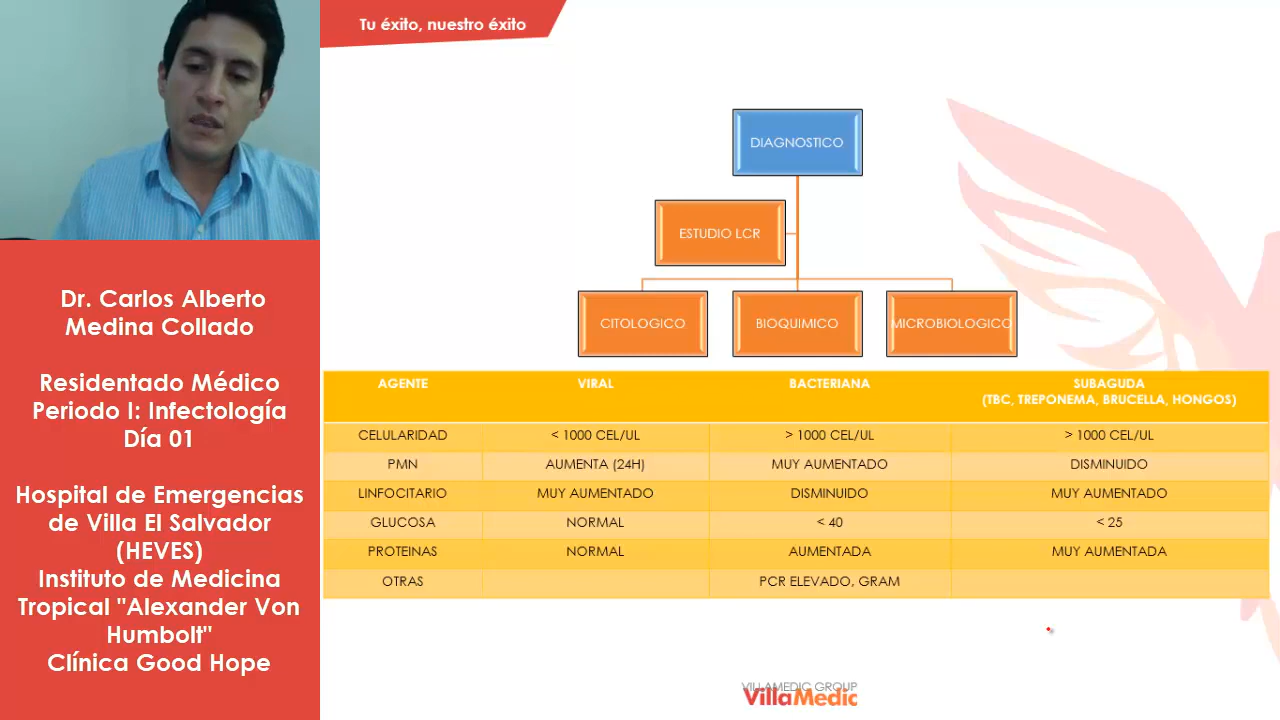 Tu éxito, nuestro éxito
Dr. Carlos Alberto
Medina Collado
Residentado Médico
Periodo I: Infectología
Día 01
Hospital de Emergencias
de Villa El Salvador
(HEVES)
Instituto de Medicina
Tropical "Alexander Von
Humbolt"
Clínica Good Hope
DIAGNOSTICO
ESTUDIO LCR
CITOLOGICO BIOQUIMICO MICROBIOLOGICO
AGENTE VIRAL BACTERIANA SUBAGUDA
(TBC, TREPONEMA, BRUCELLA, HONGOS)
CELULARIDAD < 1000 CEL/UL > 1000 CEL/UL > 1000 CEL/UL
PMN AUMENTA (24H) MUY AUMENTADO DISMINUIDO
LINFOCITARIO MUY AUMENTADO DISMINUIDO MUY AUMENTADO
GLUCOSA NORMAL < 40 < 25
PROTEINAS NORMAL AUMENTADA MUY AUMENTADA
OTRAS PCR ELEVADO, GRAM
VILLAMEDIC GROUP
VillaMedic